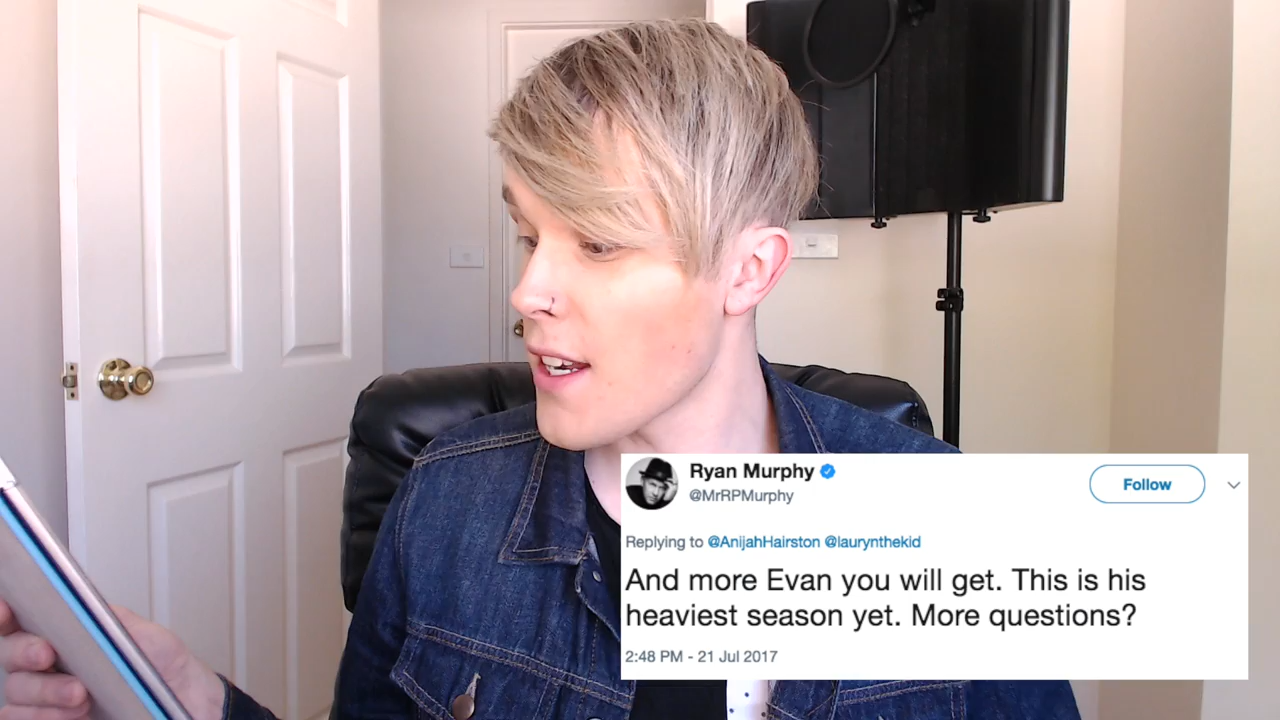 Ryan Murphy
@MrRPMurphy
Follow
Replying to @AnijahHairston @laurynthekid
And more Evan you will get. This is his
heaviest season yet. More questions?
2:48 PM - 21 Jul 2017